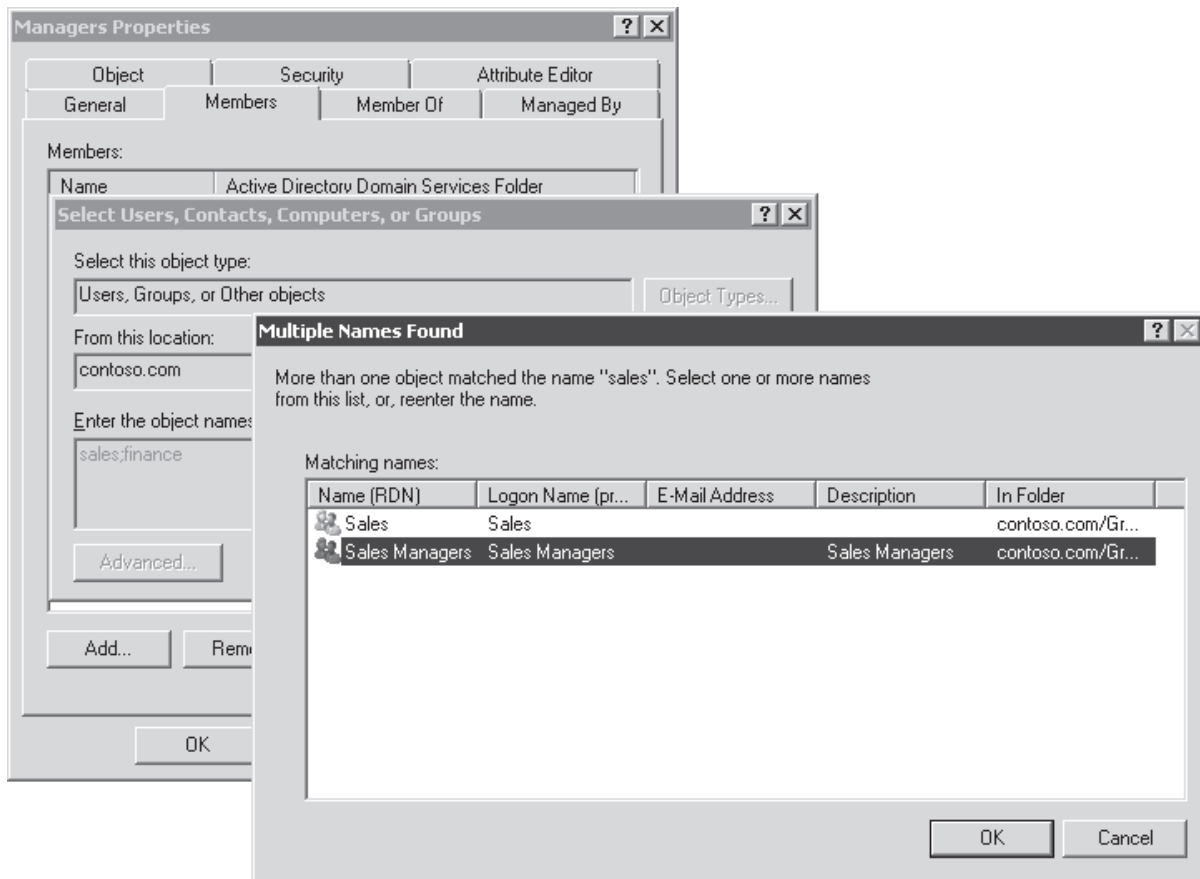 Managers Properties
Object Security Attribute Editor
General Members Member Of Managed By
Members:
Name Active Directory Domain Services Folder
Select Users, Contacts, Computers, or Groups
Select this object type:
Users, Groups, or Other objects Object Types...
From this location:
contoso.com
Enter the object names
sales;finance
Advanced...
Add... Rem
OK
Multiple Names Found
More than one object matched the name "sales". Select one or more names
from this list, or, reenter the name.
Matching names:
Name (RDN) Logon Name (pr... E-Mail Address Description In Folder
Sales Sales contoso.com/Gr...
Sales Managers Sales Managers Sales Managers contoso.com/Gr...
OK Cancel